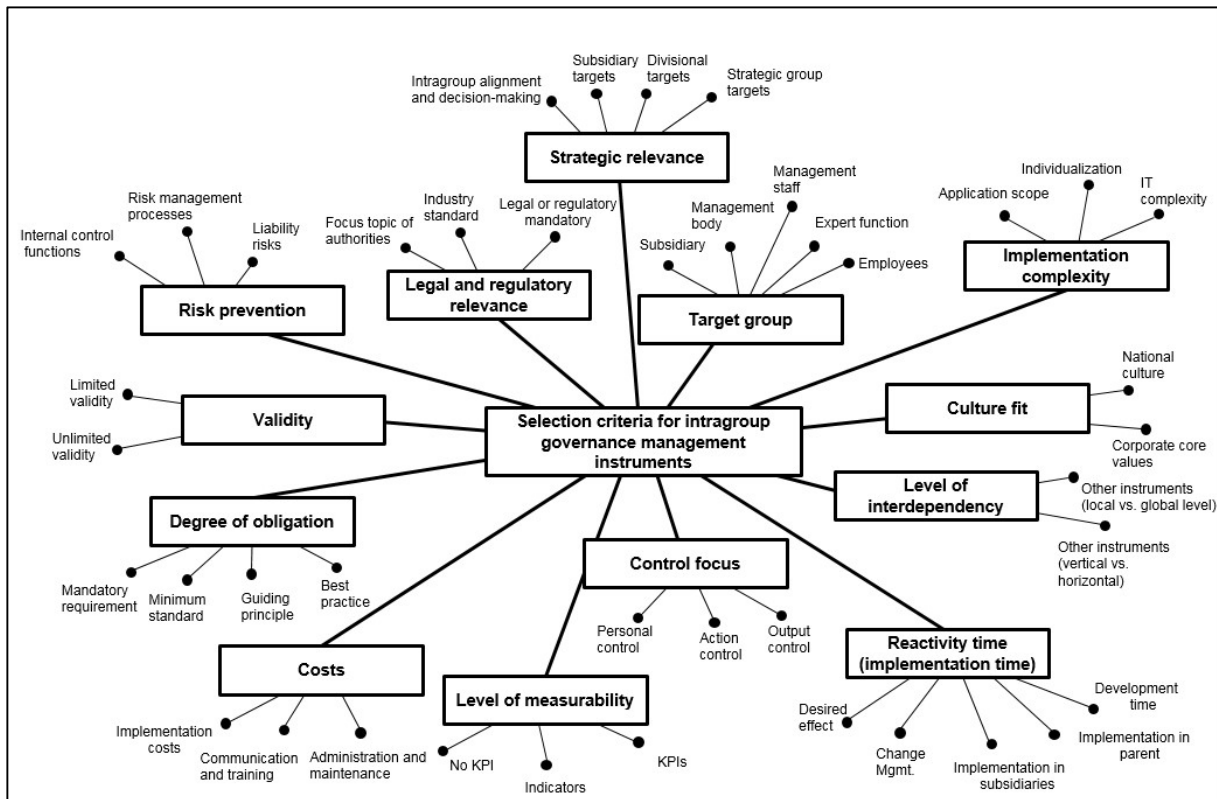 Intragroup alignment
and decision-making
Subsidiary
targets
Divisional
targets
Strategic group
targets
Strategic relevance
Internal control
functions
Risk management
processes
Liability
risks
Risk prevention
Focus topic of
authorities
Industry
standard
Legal or regulatory
mandatory
Legal and regulatory
relevance
Subsidiary
Management
body
Management
staff
Expert function
Employees
Target group
Application scope
Individualization
IT
complexity
Implementation
complexity
Limited
validity
Unlimited
validity
Validity
Selection criteria for intragroup
governance management
instruments
Culture fit
National
culture
Corporate core
values
Level of
interdependency
Other instruments
(local vs. global level)
Other instruments
(vertical vs.
horizontal)
Degree of obligation
Mandatory
requirement
Minimum
standard
Guiding
principle
Best
practice
Control focus
Personal
control
Action
control
Output
control
Costs
Implementation
costs
Communication
and training
Administration and
maintenance
Level of measurability
No KPI
Indicators
KPIs
Reactivity time
(implementation time)
Desired
effect
Change
Mgmt.
Implementation in
subsidiaries
Implementation in
parent
Development
time